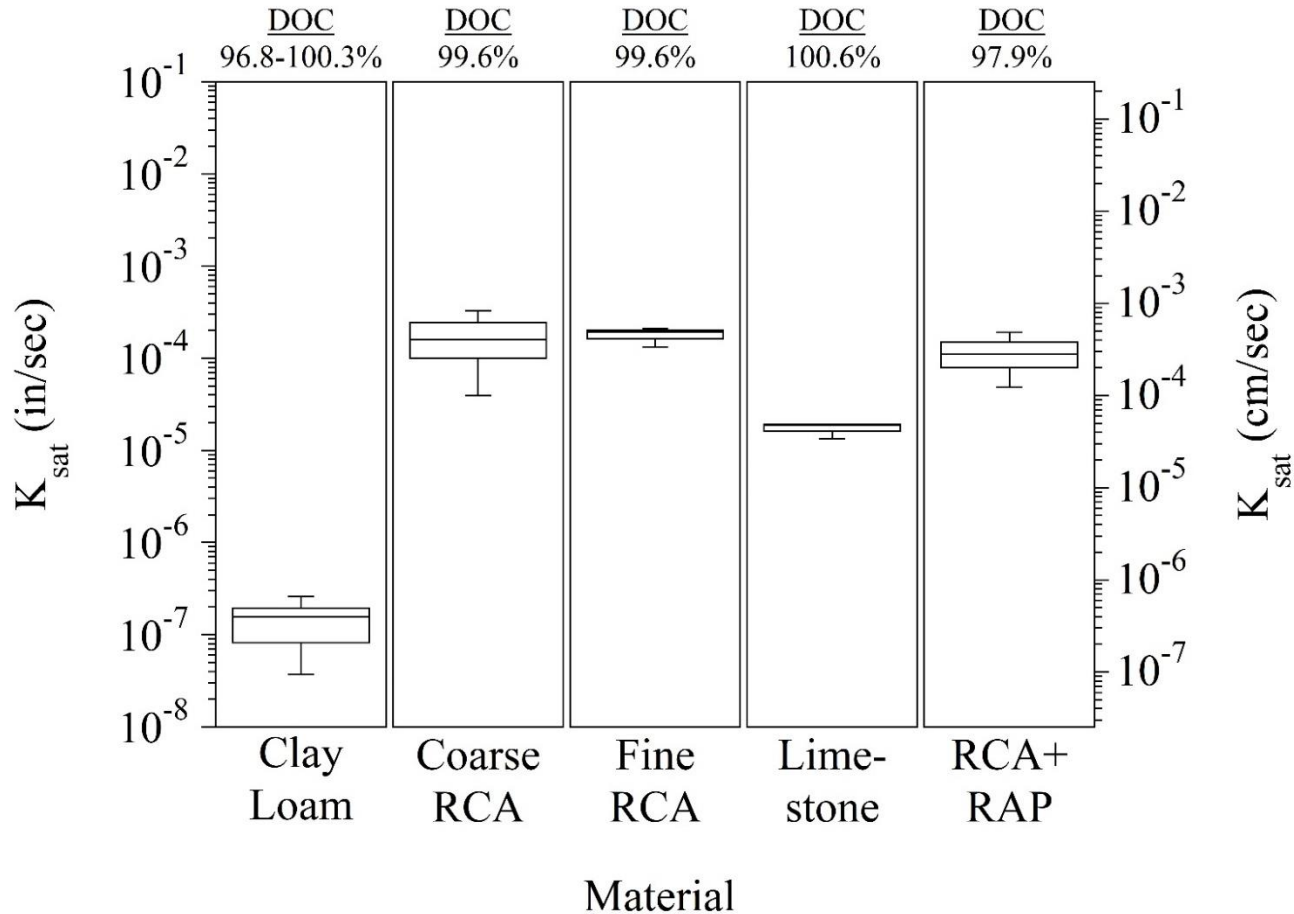 DOC DOC DOC DOC DOC
96.8-100.3% 99.6% 99.6% 100.6% 97.9%
10⁻¹
10⁻²
10⁻³
10⁻⁴
10⁻⁵
10⁻⁶
10⁻⁷
10⁻⁸
K_sat (in/sec)
10⁻¹
10⁻²
10⁻³
10⁻⁴
10⁻⁵
10⁻⁶
10⁻⁷
K_sat (cm/sec)
Clay Coarse Fine Lime- RCA+
Loam RCA RCA stone RAP
Material